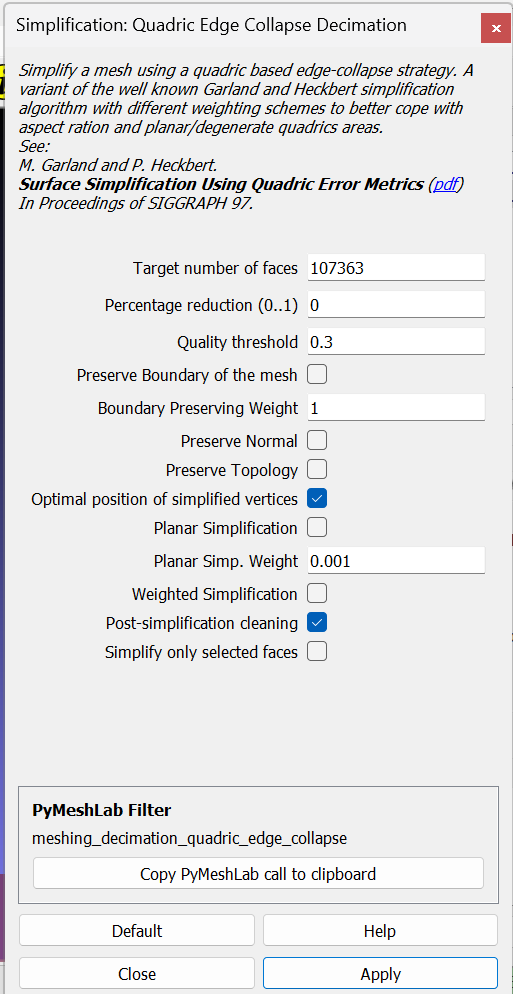 Simplification: Quadric Edge Collapse Decimation
x
Simplify a mesh using a quadric based edge-collapse strategy. A
variant of the well known Garland and Heckbert simplification
algorithm with different weighting schemes to better cope with
aspect ration and planar/degenerate quadrics areas.
See:
M. Garland and P. Heckbert.
Surface Simplification Using Quadric Error Metrics (pdf)
In Proceedings of SIGGRAPH 97.
Target number of faces 107363
Percentage reduction (0..1) 0
Quality threshold 0.3
Preserve Boundary of the mesh
Boundary Preserving Weight 1
Preserve Normal
Preserve Topology
Optimal position of simplified vertices
Planar Simplification
Planar Simp. Weight 0.001
Weighted Simplification
Post-simplification cleaning
Simplify only selected faces
PyMeshLab Filter
meshing_decimation_quadric_edge_collapse
Copy PyMeshLab call to clipboard
Default Help
Close Apply